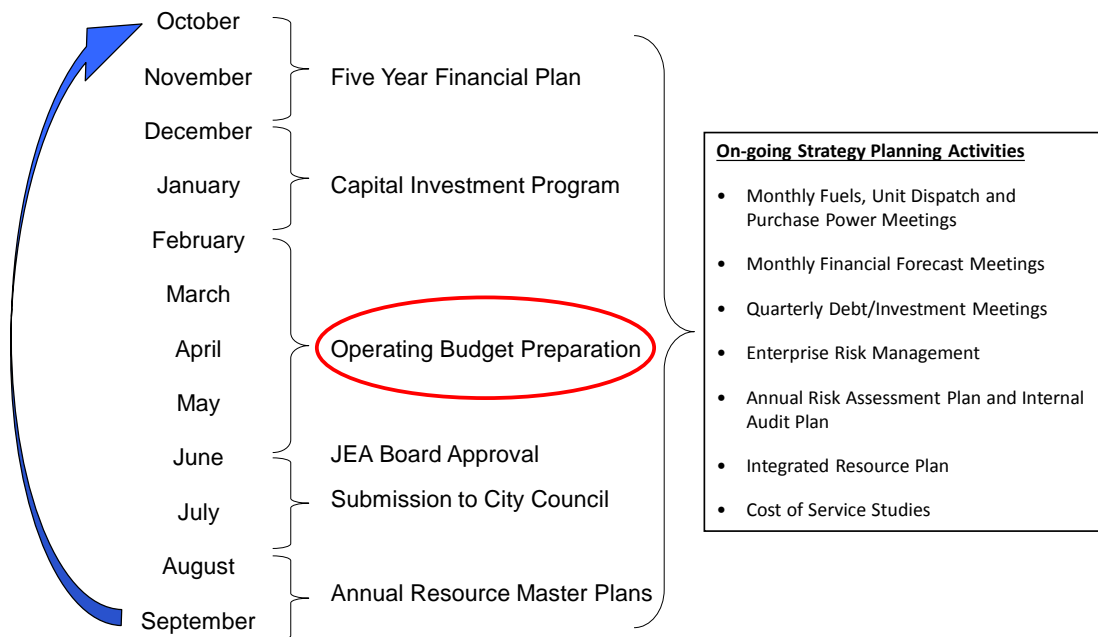 October
November
Five Year Financial Plan
December
January
Capital Investment Program
February
March
April
Operating Budget Preparation
May
June
JEA Board Approval
Submission to City Council
July
August
Annual Resource Master Plans
September
On-going Strategy Planning Activities
• Monthly Fuels, Unit Dispatch and
Purchase Power Meetings
• Monthly Financial Forecast Meetings
• Quarterly Debt/Investment Meetings
• Enterprise Risk Management
• Annual Risk Assessment Plan and Internal
Audit Plan
• Integrated Resource Plan
• Cost of Service Studies